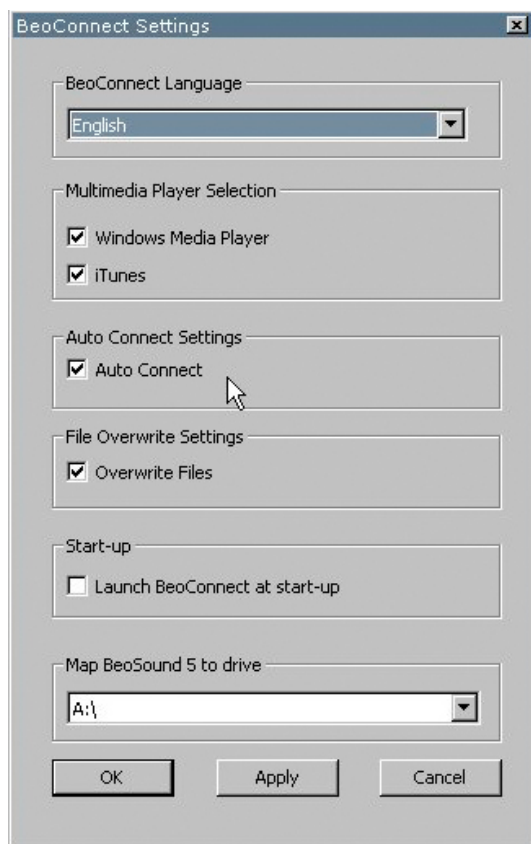 BeoConnect Settings
BeoConnect Language
English
Multimedia Player Selection
Windows Media Player
iTunes
Auto Connect Settings
Auto Connect
File Overwrite Settings
Overwrite Files
Start-up
Launch BeoConnect at start-up
Map BeoSound 5 to drive
A:\
OK Apply Cancel